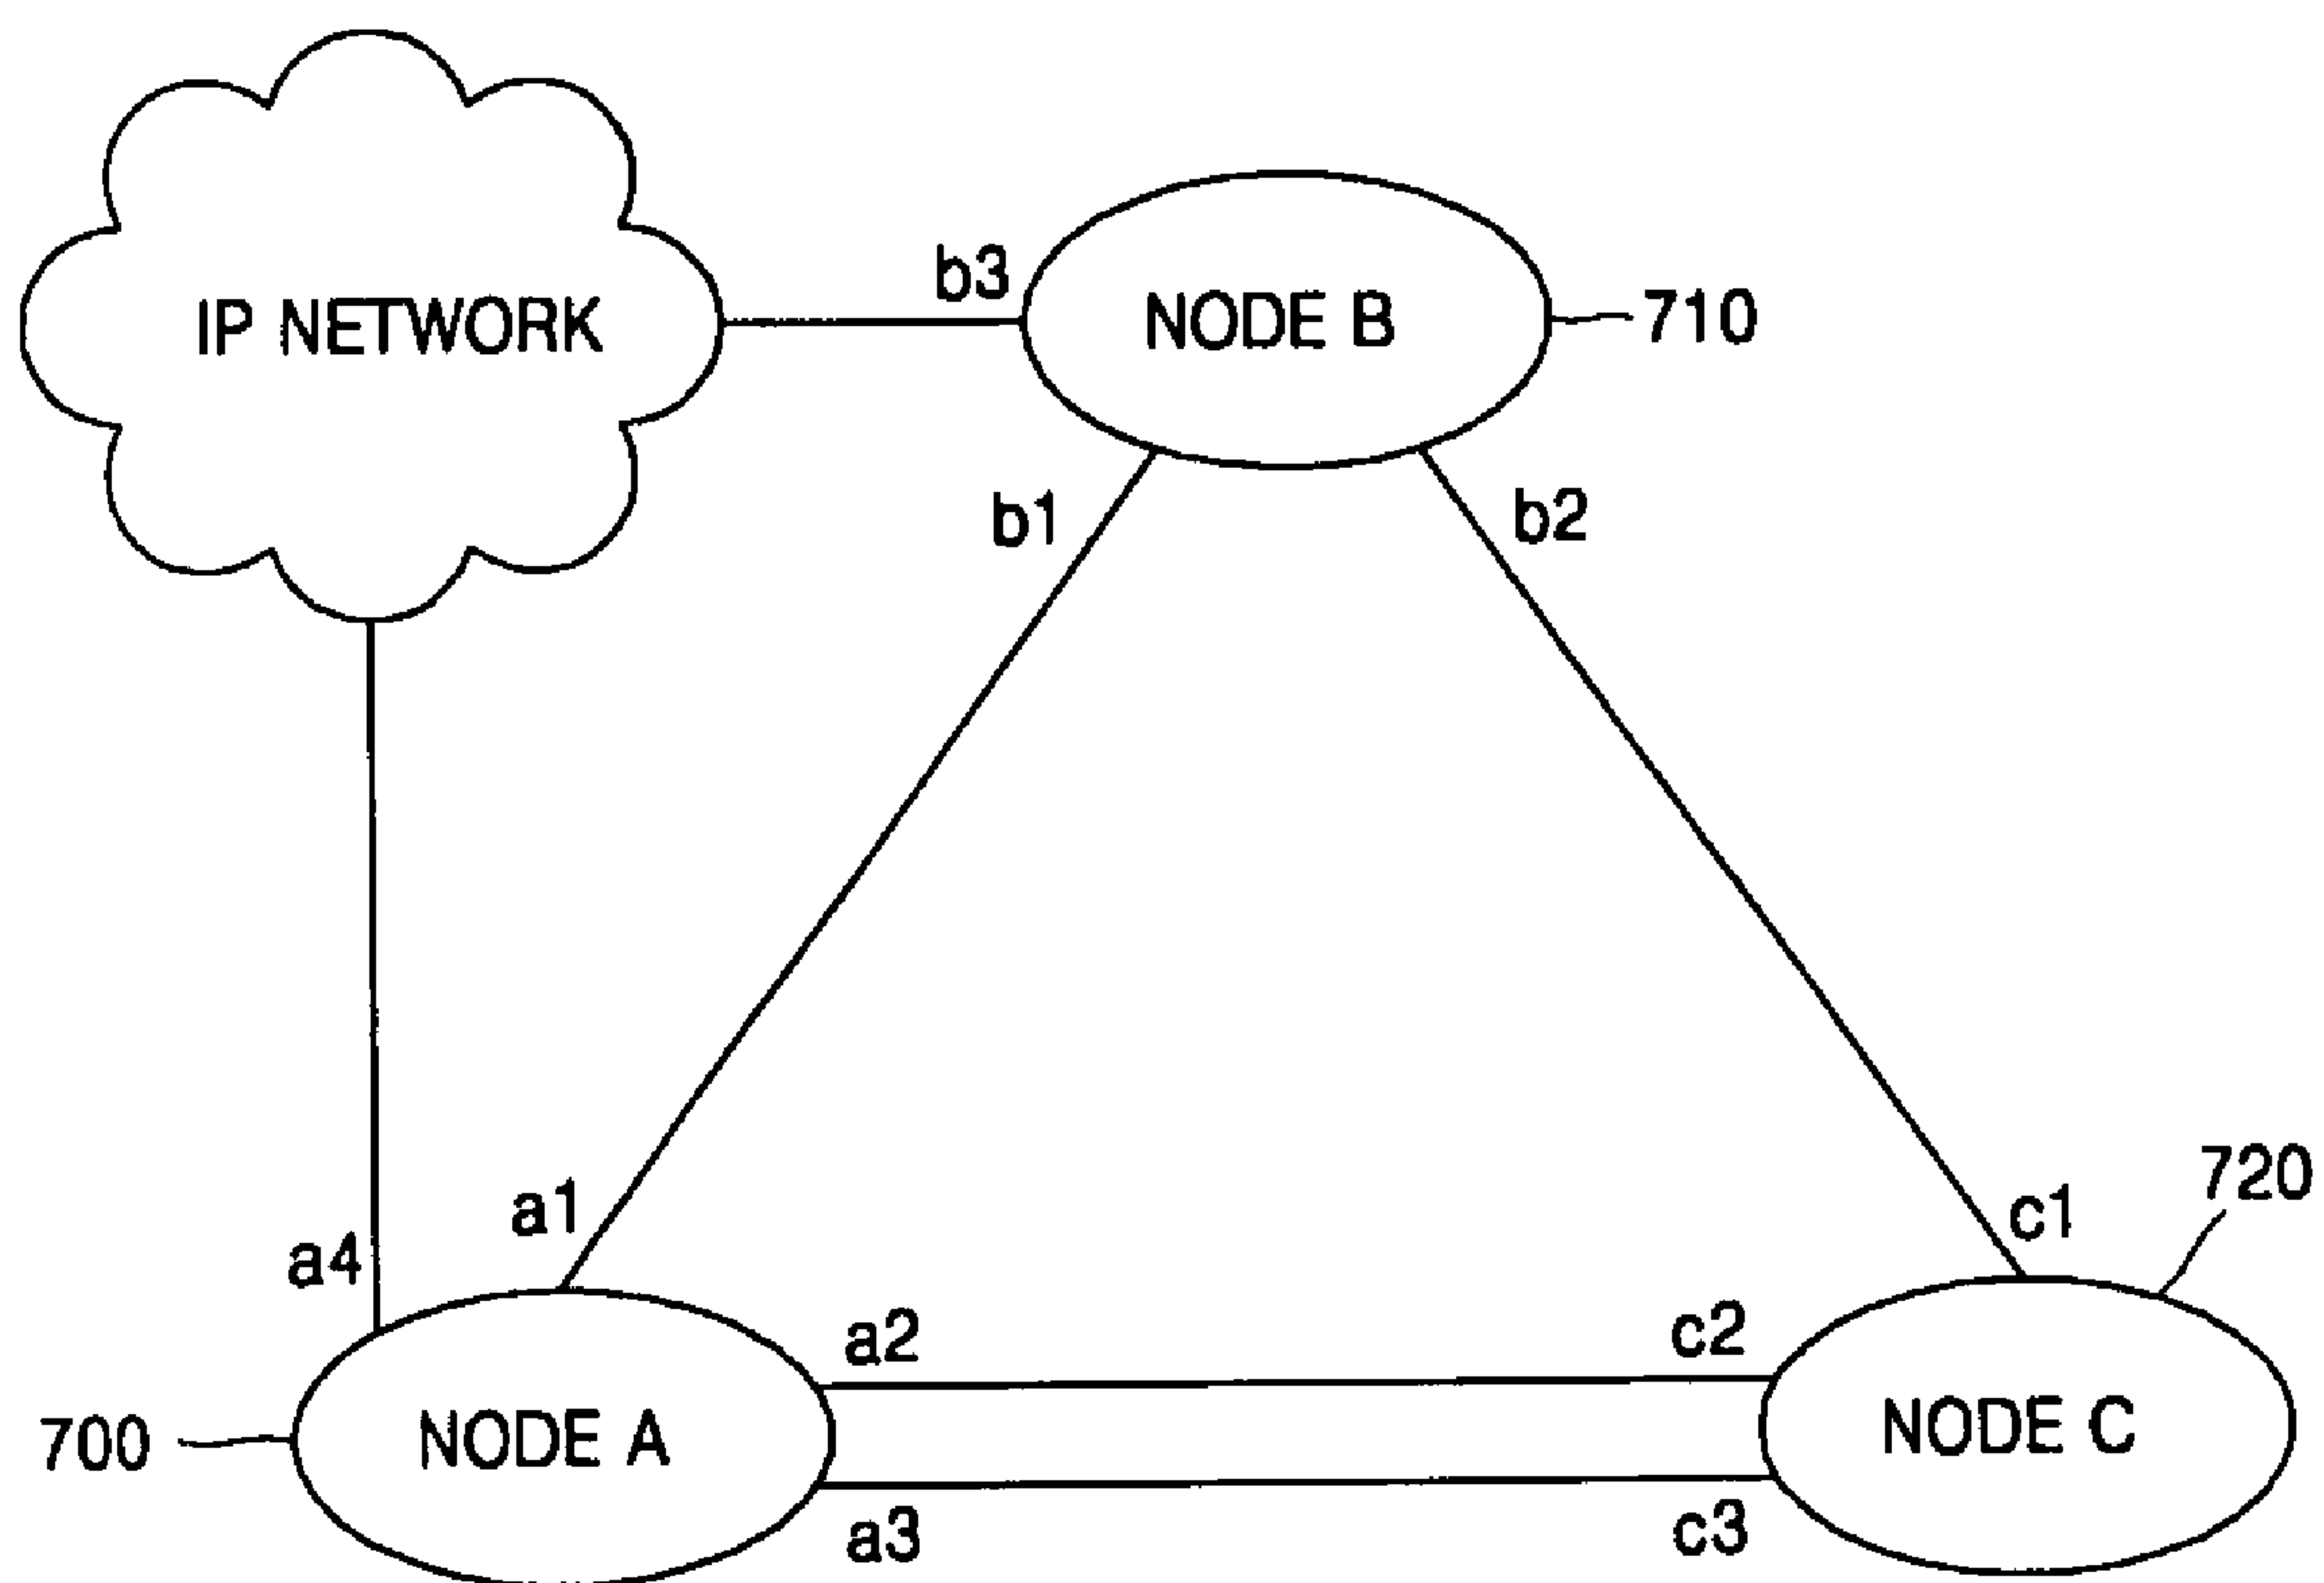 b3
IP NETWORK
NODE B
710
b1
b2
a1
a4
c1
720
a2
c2
700
NODE A
NODE C
a3
c3